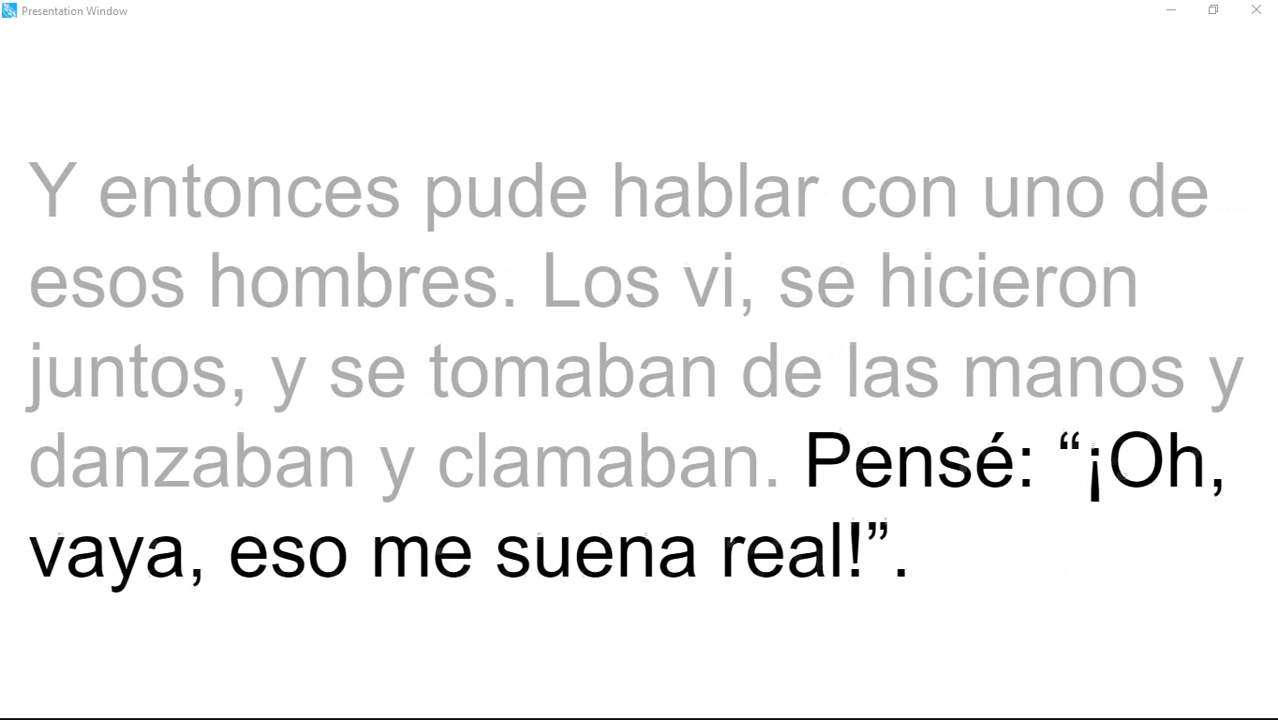 Presentation Window
Y entonces pude hablar con uno de
esos hombres. Los vi, se hicieron
juntos, y se tomaban de las manos y
danzaban y clamaban. Pensé: “¡Oh,
vaya, eso me suena real!”.